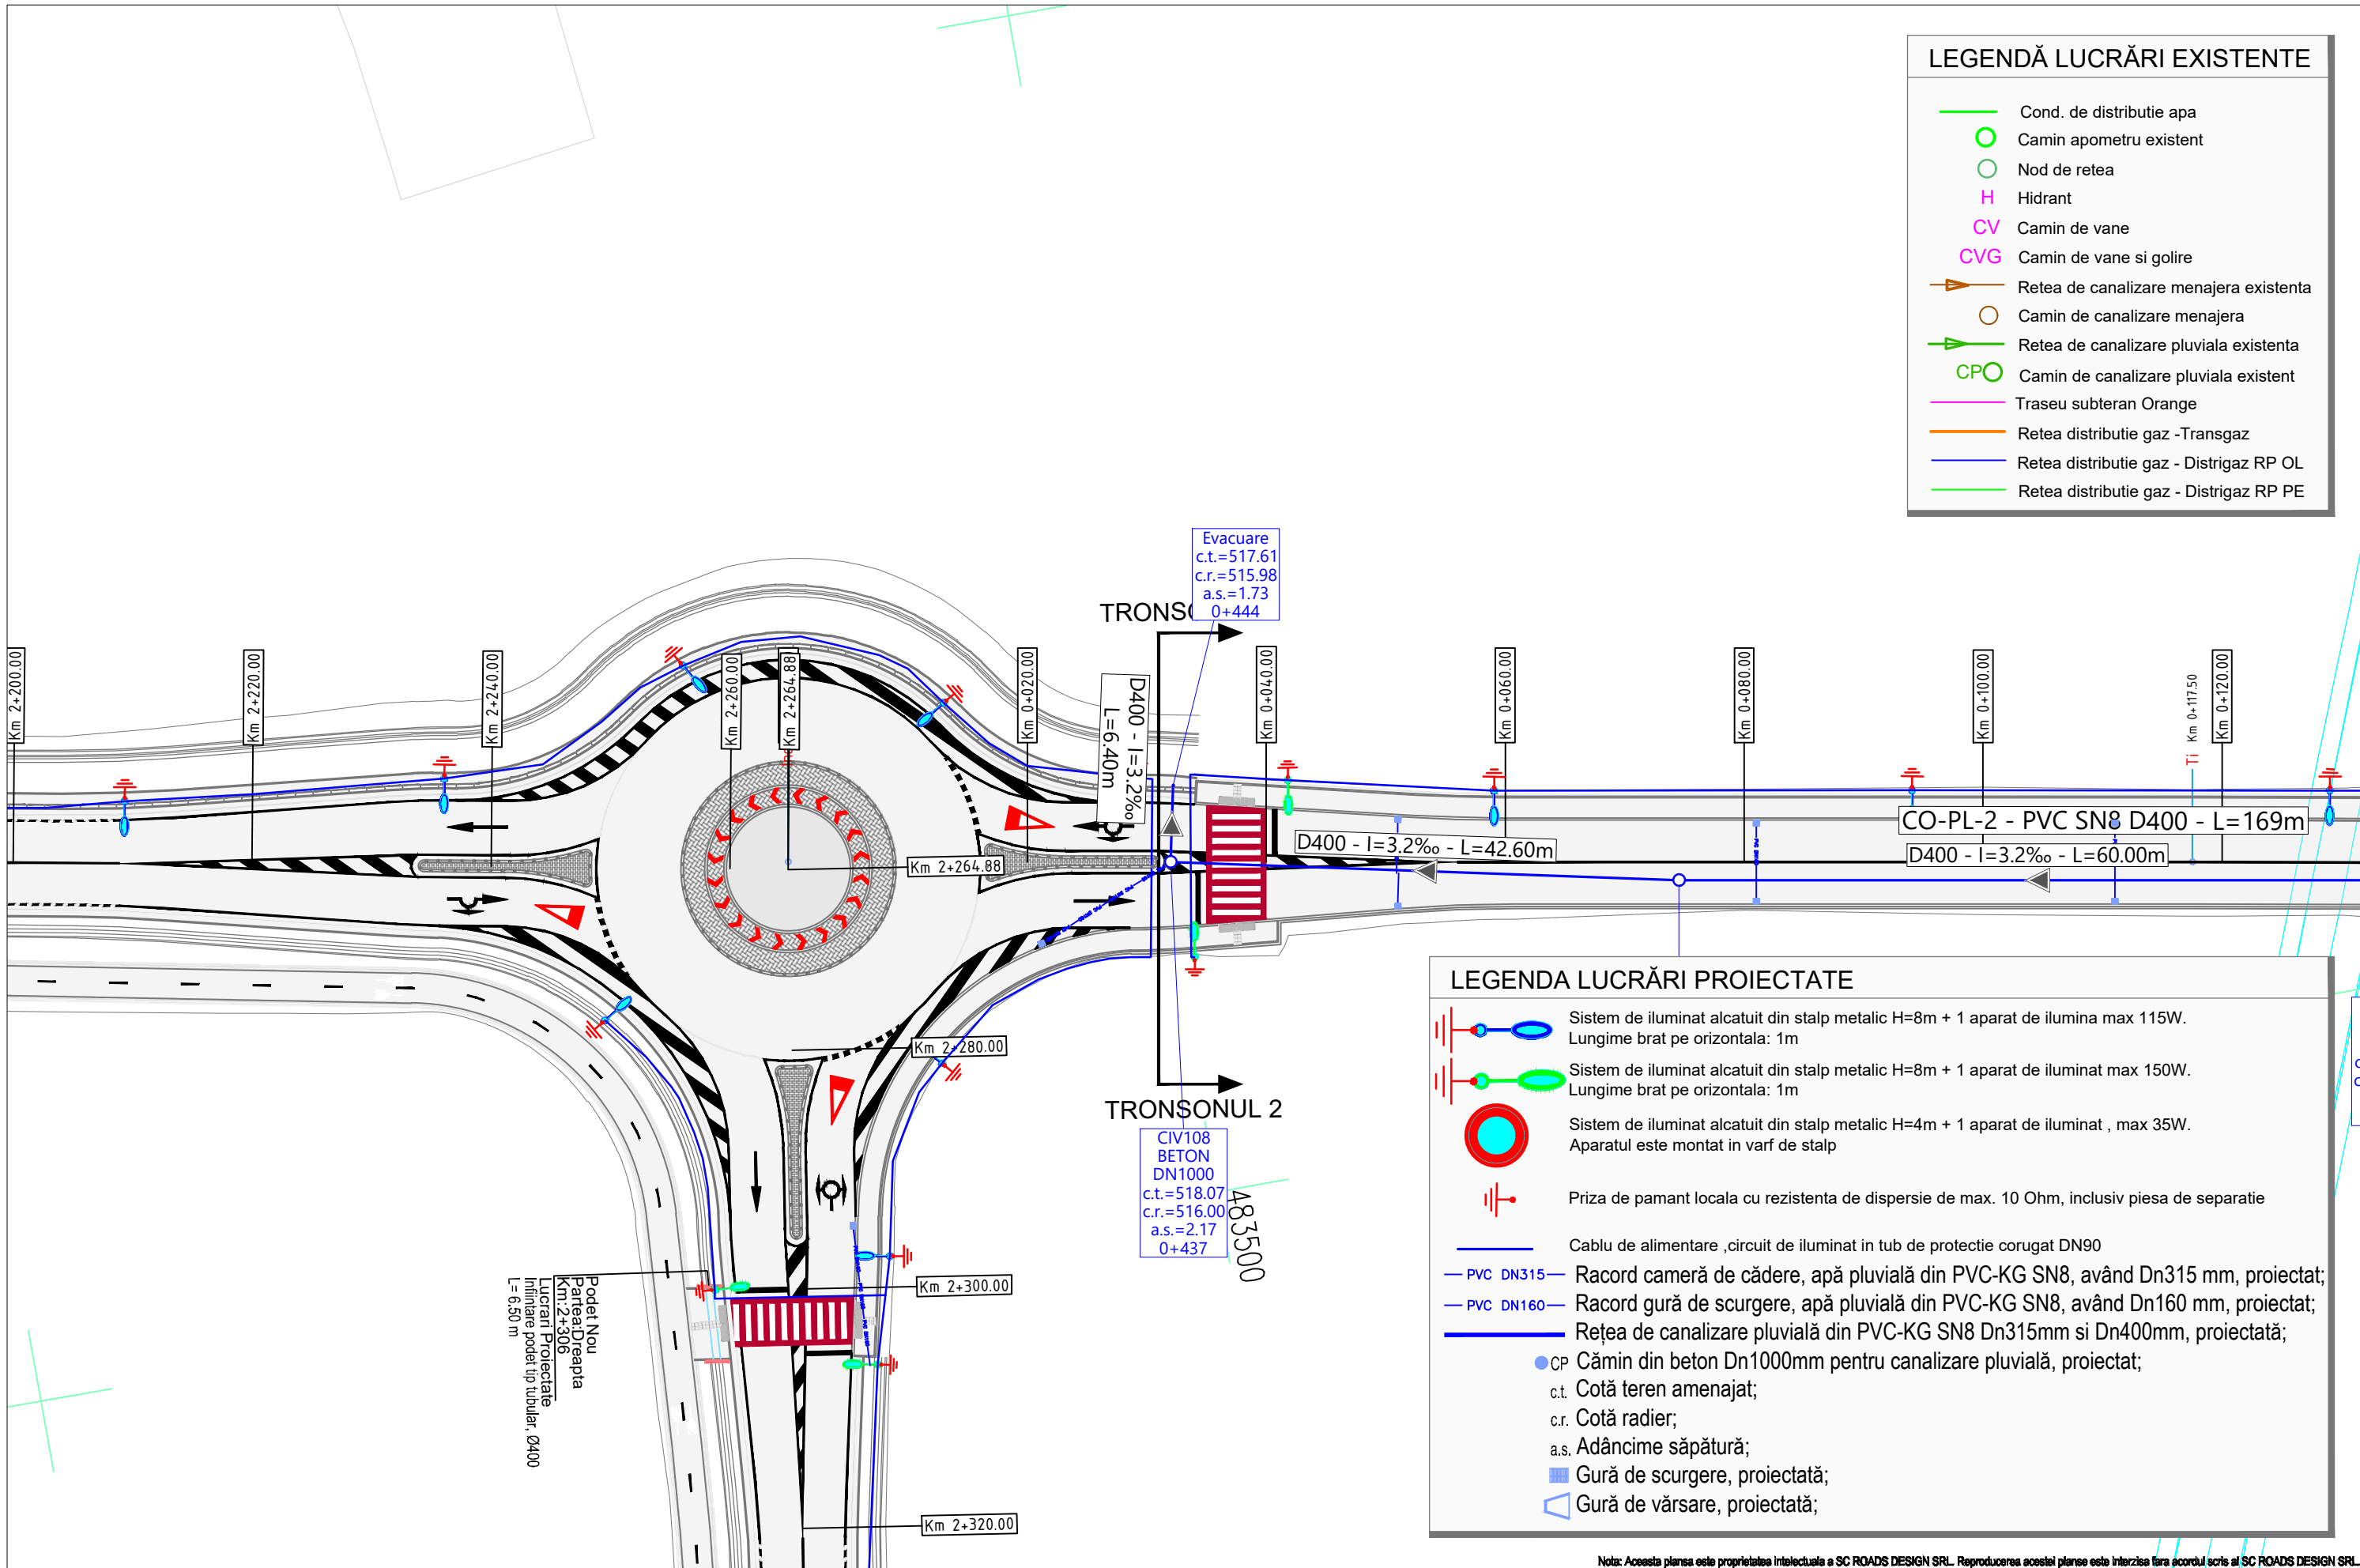 LEGENDĂ LUCRĂRI EXISTENTE
Cond. de distributie apa
Camin apometru existent
Nod de retea
H Hidrant
CV Camin de vane
CVG Camin de vane si golire
Retea de canalizare menajera existenta
Camin de canalizare menajera
Retea de canalizare pluviala existenta
CP Camin de canalizare pluviala existent
Traseu subteran Orange
Retea distributie gaz -Transgaz
Retea distributie gaz - Distrigaz RP OL
Retea distributie gaz - Distrigaz RP PE
Evacuare
c.t.=517.61
c.r.=515.98
a.s.=1.73
0+444
TRONSO
Km 2+200.00
Km 2+220.00
Km 2+240.00
Km 2+260.00
Km 2+264.88
Km 0+020.00
D400 - I=3.2‰
L=6.40m
Km 0+040.00
Km 0+060.00
Km 0+080.00
Km 0+100.00
Ti Km 0+117.50
Km 0+120.00
CO-PL-2 - PVC SN8 D400 - L=169m
D400 - I=3.2‰ - L=42.60m
D400 - I=3.2‰ - L=60.00m
Km 2+264.88
Km 2+280.00
TRONSONUL 2
CIV108
BETON
DN1000
c.t.=518.07
c.r.=516.00
a.s.=2.17
0+437
483500
Km 2+300.00
Podet Nou
Partea:Dreapta
Km:2+306
Lucrari Proiectate
Infiintare podet tip tubular, Ø400
L= 6.50 m
Km 2+320.00
LEGENDA LUCRĂRI PROIECTATE
Sistem de iluminat alcatuit din stalp metalic H=8m + 1 aparat de ilumina max 115W.
Lungime brat pe orizontala: 1m
Sistem de iluminat alcatuit din stalp metalic H=8m + 1 aparat de iluminat max 150W.
Lungime brat pe orizontala: 1m
Sistem de iluminat alcatuit din stalp metalic H=4m + 1 aparat de iluminat , max 35W.
Aparatul este montat in varf de stalp
Priza de pamant locala cu rezistenta de dispersie de max. 10 Ohm, inclusiv piesa de separatie
Cablu de alimentare ,circuit de iluminat in tub de protectie corugat DN90
PVC DN315 Racord cameră de cădere, apă pluvială din PVC-KG SN8, având Dn315 mm, proiectat;
PVC DN160 Racord gură de scurgere, apă pluvială din PVC-KG SN8, având Dn160 mm, proiectat;
Rețea de canalizare pluvială din PVC-KG SN8 Dn315mm si Dn400mm, proiectată;
CP Cămin din beton Dn1000mm pentru canalizare pluvială, proiectat;
c.t. Cotă teren amenajat;
c.r. Cotă radier;
a.s. Adâncime săpătură;
Gură de scurgere, proiectată;
Gură de vărsare, proiectată;
Nota: Aceasta plansa este proprietatea intelectuala a SC ROADS DESIGN SRL. Reproducerea acestei planse este interzisa fara acordul scris al SC ROADS DESIGN SRL.